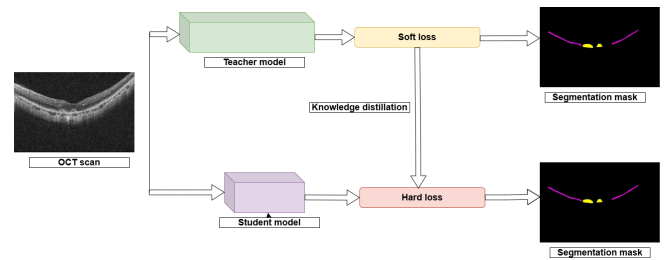 Soft loss
Teacher model
Segmentation mask
Knowledge distillation
OCT scan
Hard loss
Student model
Segmentation mask